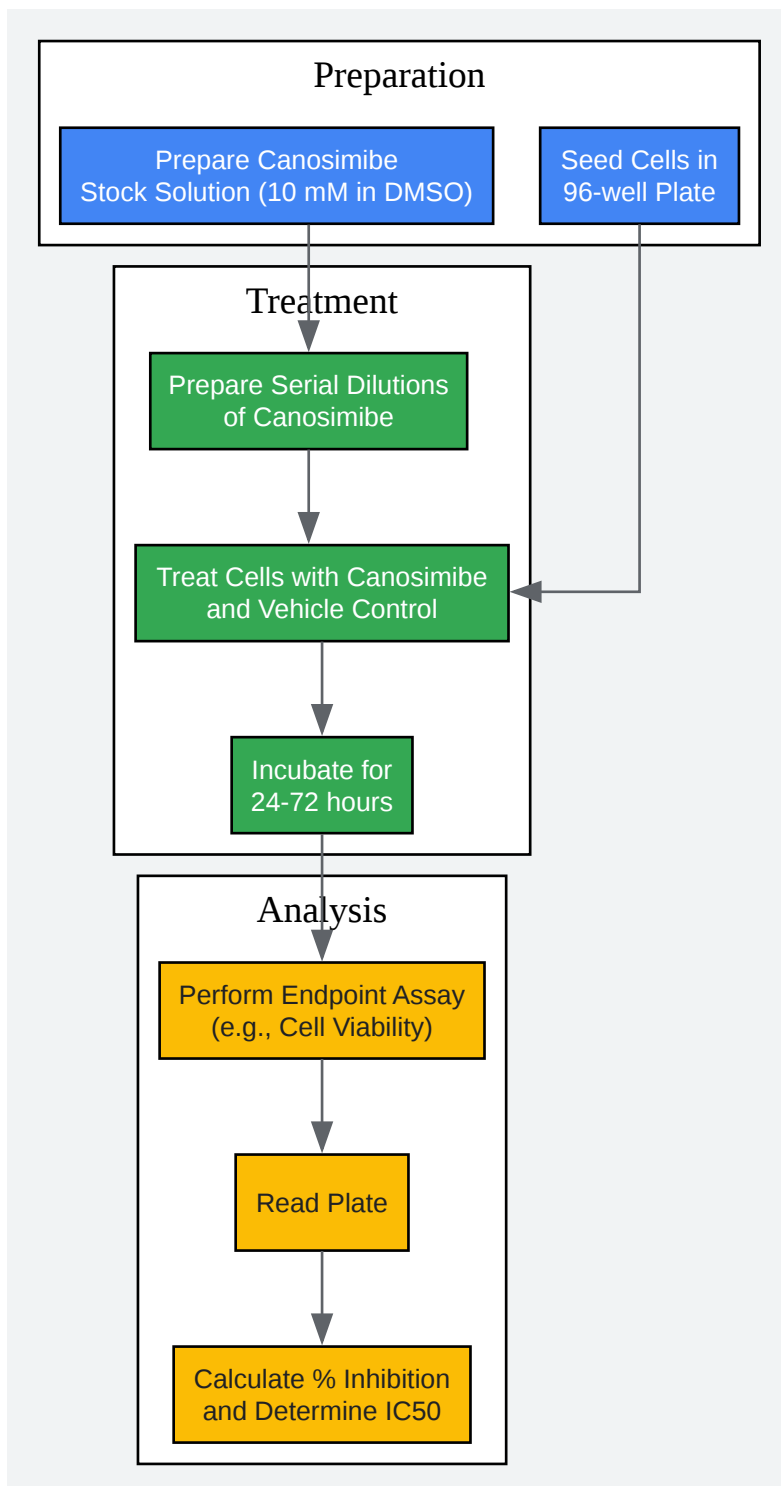 Preparation
Prepare Canosimibe
Stock Solution (10 mM in DMSO)
Seed Cells in
96-well Plate
Treatment
Prepare Serial Dilutions
of Canosimibe
Treat Cells with Canosimibe
and Vehicle Control
Incubate for
24-72 hours
Analysis
Perform Endpoint Assay
(e.g., Cell Viability)
Read Plate
Calculate % Inhibition
and Determine IC50